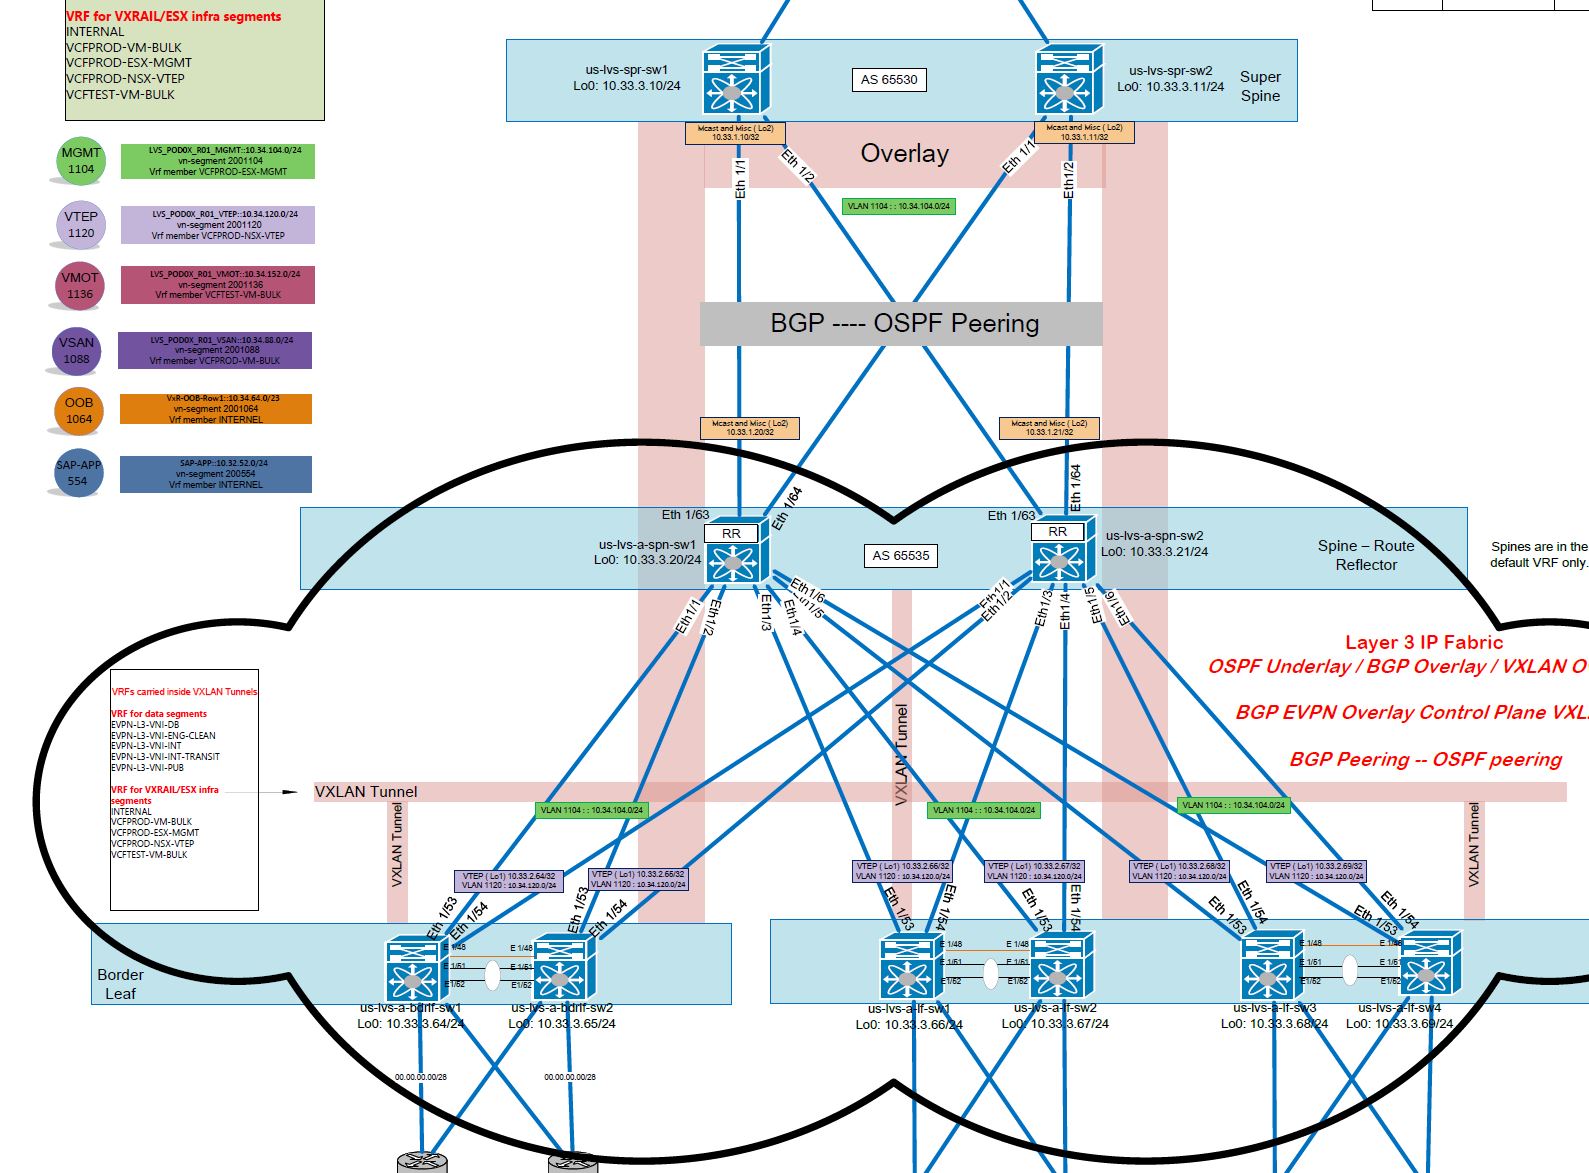 VRF for VXRAIL/ESX infra segments
INTERNAL
VCFPROD-VM-BULK
VCFPROD-ESX-MGMT
VCFPROD-NSX-VTEP
VCFTEST-VM-BULK
MGMT
1104
LVS_POD0X_R01_MGMT::10.34.104.0/24
vn-segment 2001104
Vrf member VCFPROD-ESX-MGMT
VTEP
1120
LVS_POD0X_R01_VTEP::10.34.120.0/24
vn-segment 2001120
Vrf member VCFPROD-NSX-VTEP
VMOT
1136
LVS_POD0X_R01_VMOT::10.34.152.0/24
vn-segment 2001136
Vrf member VCFTEST-VM-BULK
VSAN
1088
LVS_POD0X_R01_VSAN::10.34.88.0/24
vn-segment 2001088
Vrf member VCFPROD-VM-BULK
OOB
1064
VxR-OOB-Row1::10.34.64.0/23
vn-segment 2001064
Vrf member INTERNEL
SAP-APP
554
SAP-APP::10.32.52.0/24
vn-segment 200554
Vrf member INTERNEL
us-lvs-spr-sw1
Lo0: 10.33.3.10/24
AS 65530
us-lvs-spr-sw2
Lo0: 10.33.3.11/24
Super
Spine
Mcast and Misc ( Lo2)
10.33.1.10/32
Mcast and Misc ( Lo2)
10.33.1.11/32
Overlay
Eth 1/1
Eth 1/2
Eth 1/1
Eth1/2
VLAN 1104 : : 10.34.104.0/24
BGP ---- OSPF Peering
Mcast and Misc ( Lo2)
10.33.1.20/32
Mcast and Misc ( Lo2)
10.33.1.21/32
Eth 1/63
Eth 1/64
Eth 1/63
Eth 1/64
RR
RR
us-lvs-a-spn-sw1
Lo0: 10.33.3.20/24
AS 65535
us-lvs-a-spn-sw2
Lo0: 10.33.3.21/24
Spine – Route
Reflector
Spines are in the
default VRF only.
Eth1/1
Eth1/2
Eth1/3
Eth1/4
Eth1/6
Eth1/1
Eth1/2
Eth1/3
Eth1/4
Eth1/5
Eth1/6
Layer 3 IP Fabric
OSPF Underlay / BGP Overlay / VXLAN O
BGP EVPN Overlay Control Plane VXL
BGP Peering -- OSPF peering
VRFs carried inside VXLAN Tunnels
VRF for data segments
EVPN-L3-VNI-DB
EVPN-L3-VNI-ENG-CLEAN
EVPN-L3-VNI-INT
EVPN-L3-VNI-INT-TRANSIT
EVPN-L3-VNI-PUB
VRF for VXRAIL/ESX infra
segments
INTERNAL
VCFPROD-VM-BULK
VCFPROD-ESX-MGMT
VCFPROD-NSX-VTEP
VCFTEST-VM-BULK
VXLAN Tunnel
VXLAN Tunnel
VXLAN Tunnel
VXLAN Tunnel
VLAN 1104 : : 10.34.104.0/24
VLAN 1104 : : 10.34.104.0/24
VLAN 1104 : : 10.34.104.0/24
VTEP ( Lo1) 10.33.2.64/32
VLAN 1120 : 10.34.120.0/24
VTEP ( Lo1) 10.33.2.65/32
VLAN 1120 : 10.34.120.0/24
VTEP ( Lo1) 10.33.2.66/32
VLAN 1120 : 10.34.120.0/24
VTEP ( Lo1) 10.33.2.67/32
VLAN 1120 : 10.34.120.0/24
VTEP ( Lo1) 10.33.2.68/32
VLAN 1120 : 10.34.120.0/24
VTEP ( Lo1) 10.33.2.69/32
VLAN 1120 : 10.34.120.0/24
Eth 1/53
Eth 1/54
Eth 1/53
Eth 1/54
Eth 1/53
Eth 1/54
Eth 1/53
Eth 1/54
Eth 1/53
Eth 1/54
Eth 1/53
Eth 1/54
Border
Leaf
E 1/48
E 1/48
E 1/51
E 1/51
E1/52
E1/52
E 1/48
E 1/48
E 1/51
E 1/51
E1/52
E1/52
E 1/48
E 1/48
E 1/51
E 1/51
E1/52
E1/52
us-lvs-a-bdrlf-sw1
Lo0: 10.33.3.64/24
us-lvs-a-bdrlf-sw2
Lo0: 10.33.3.65/24
us-lvs-a-lf-sw1
Lo0: 10.33.3.66/24
us-lvs-a-lf-sw2
Lo0: 10.33.3.67/24
us-lvs-a-lf-sw3
Lo0: 10.33.3.68/24
us-lvs-a-lf-sw4
Lo0: 10.33.3.69/24
00.00.00.00/28
00.00.00.00/28